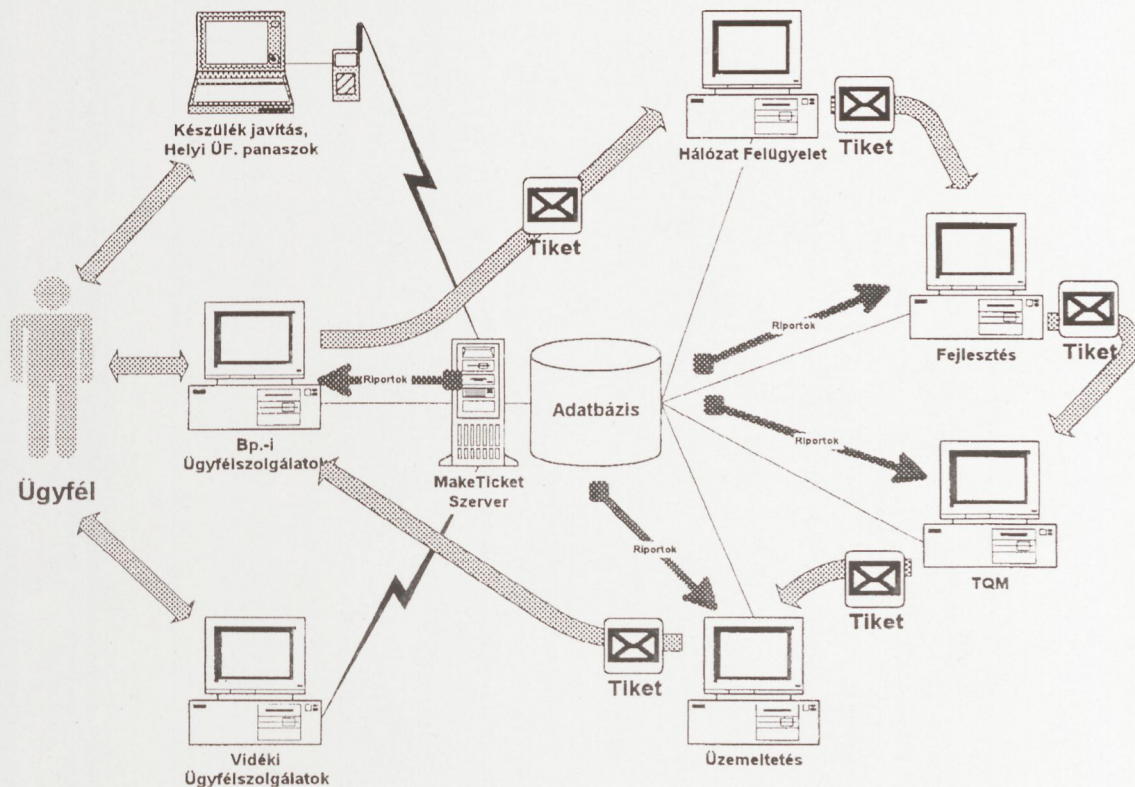 Készülék javítás,
Helyi ÜF. panaszok
Hálózat Felügyelet
Tiket
Tiket
Riportok
Fejlesztés
Tiket
Riportok
Adatbázis
Bp.-i
Ügyfélszolgálatok
MakeTicket
Szerver
Riportok
Ügyfél
Riportok
TQM
Tiket
Tiket
Vidéki
Ügyfélszolgálatok
Üzemeltetés